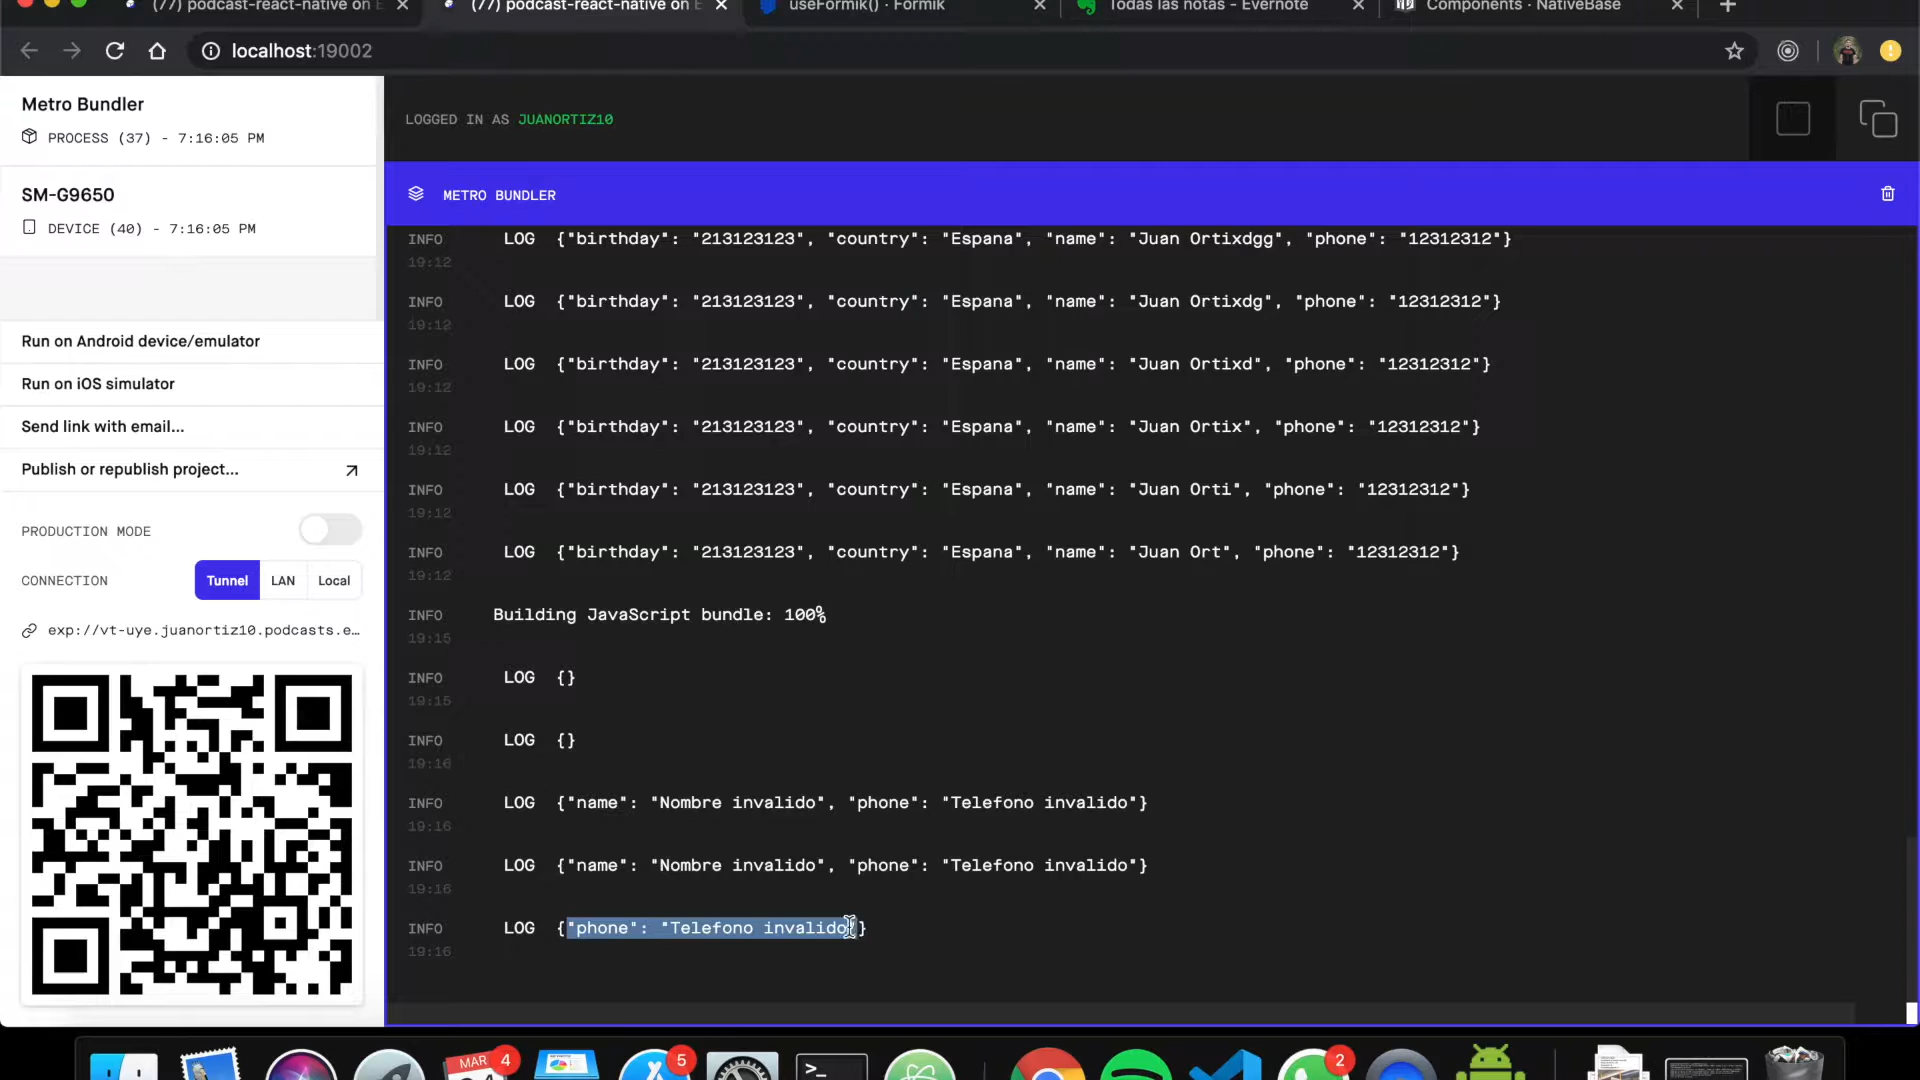 (77) podcast-react-native on E
(77) podcast-react-native on E
useFormik() · Formik
Todas las notas - Evernote
Components · NativeBase
localhost:19002
Metro Bundler
PROCESS (37) - 7:16:05 PM
SM-G9650
DEVICE (40) - 7:16:05 PM
Run on Android device/emulator
Run on iOS simulator
Send link with email...
Publish or republish project...
PRODUCTION MODE
CONNECTION Tunnel LAN Local
exp://vt-uye.juanortiz10.podcasts.e…
LOGGED IN AS JUANORTIZ10
METRO BUNDLER
INFO LOG {"birthday": "213123123", "country": "Espana", "name": "Juan Ortixdgg", "phone": "12312312"}
19:12
INFO LOG {"birthday": "213123123", "country": "Espana", "name": "Juan Ortixdg", "phone": "12312312"}
19:12
INFO LOG {"birthday": "213123123", "country": "Espana", "name": "Juan Ortixd", "phone": "12312312"}
19:12
INFO LOG {"birthday": "213123123", "country": "Espana", "name": "Juan Ortix", "phone": "12312312"}
19:12
INFO LOG {"birthday": "213123123", "country": "Espana", "name": "Juan Orti", "phone": "12312312"}
19:12
INFO LOG {"birthday": "213123123", "country": "Espana", "name": "Juan Ort", "phone": "12312312"}
19:12
INFO Building JavaScript bundle: 100%
19:15
INFO LOG {}
19:15
INFO LOG {}
19:16
INFO LOG {"name": "Nombre invalido", "phone": "Telefono invalido"}
19:16
INFO LOG {"name": "Nombre invalido", "phone": "Telefono invalido"}
19:16
INFO LOG {"phone": "Telefono invalido"}
19:16
MAR 4
5
>_
2